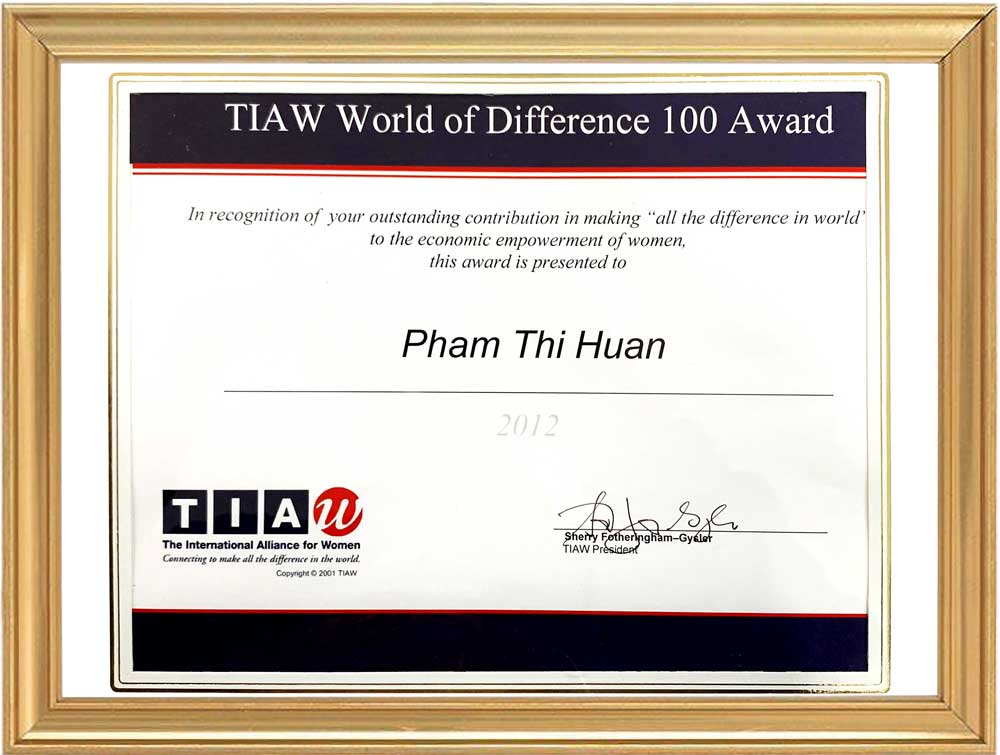 TIAW World of Difference 100 Award
In recognition of your outstanding contribution in making “all the difference in world’
to the economic empowerment of women,
this award is presented to
Pham Thi Huan
2012
TIAW
The International Alliance for Women
Connecting to make all the difference in the world.
Copyright © 2001 TIAW
Sherry Fotheringham–Gysler
TIAW President